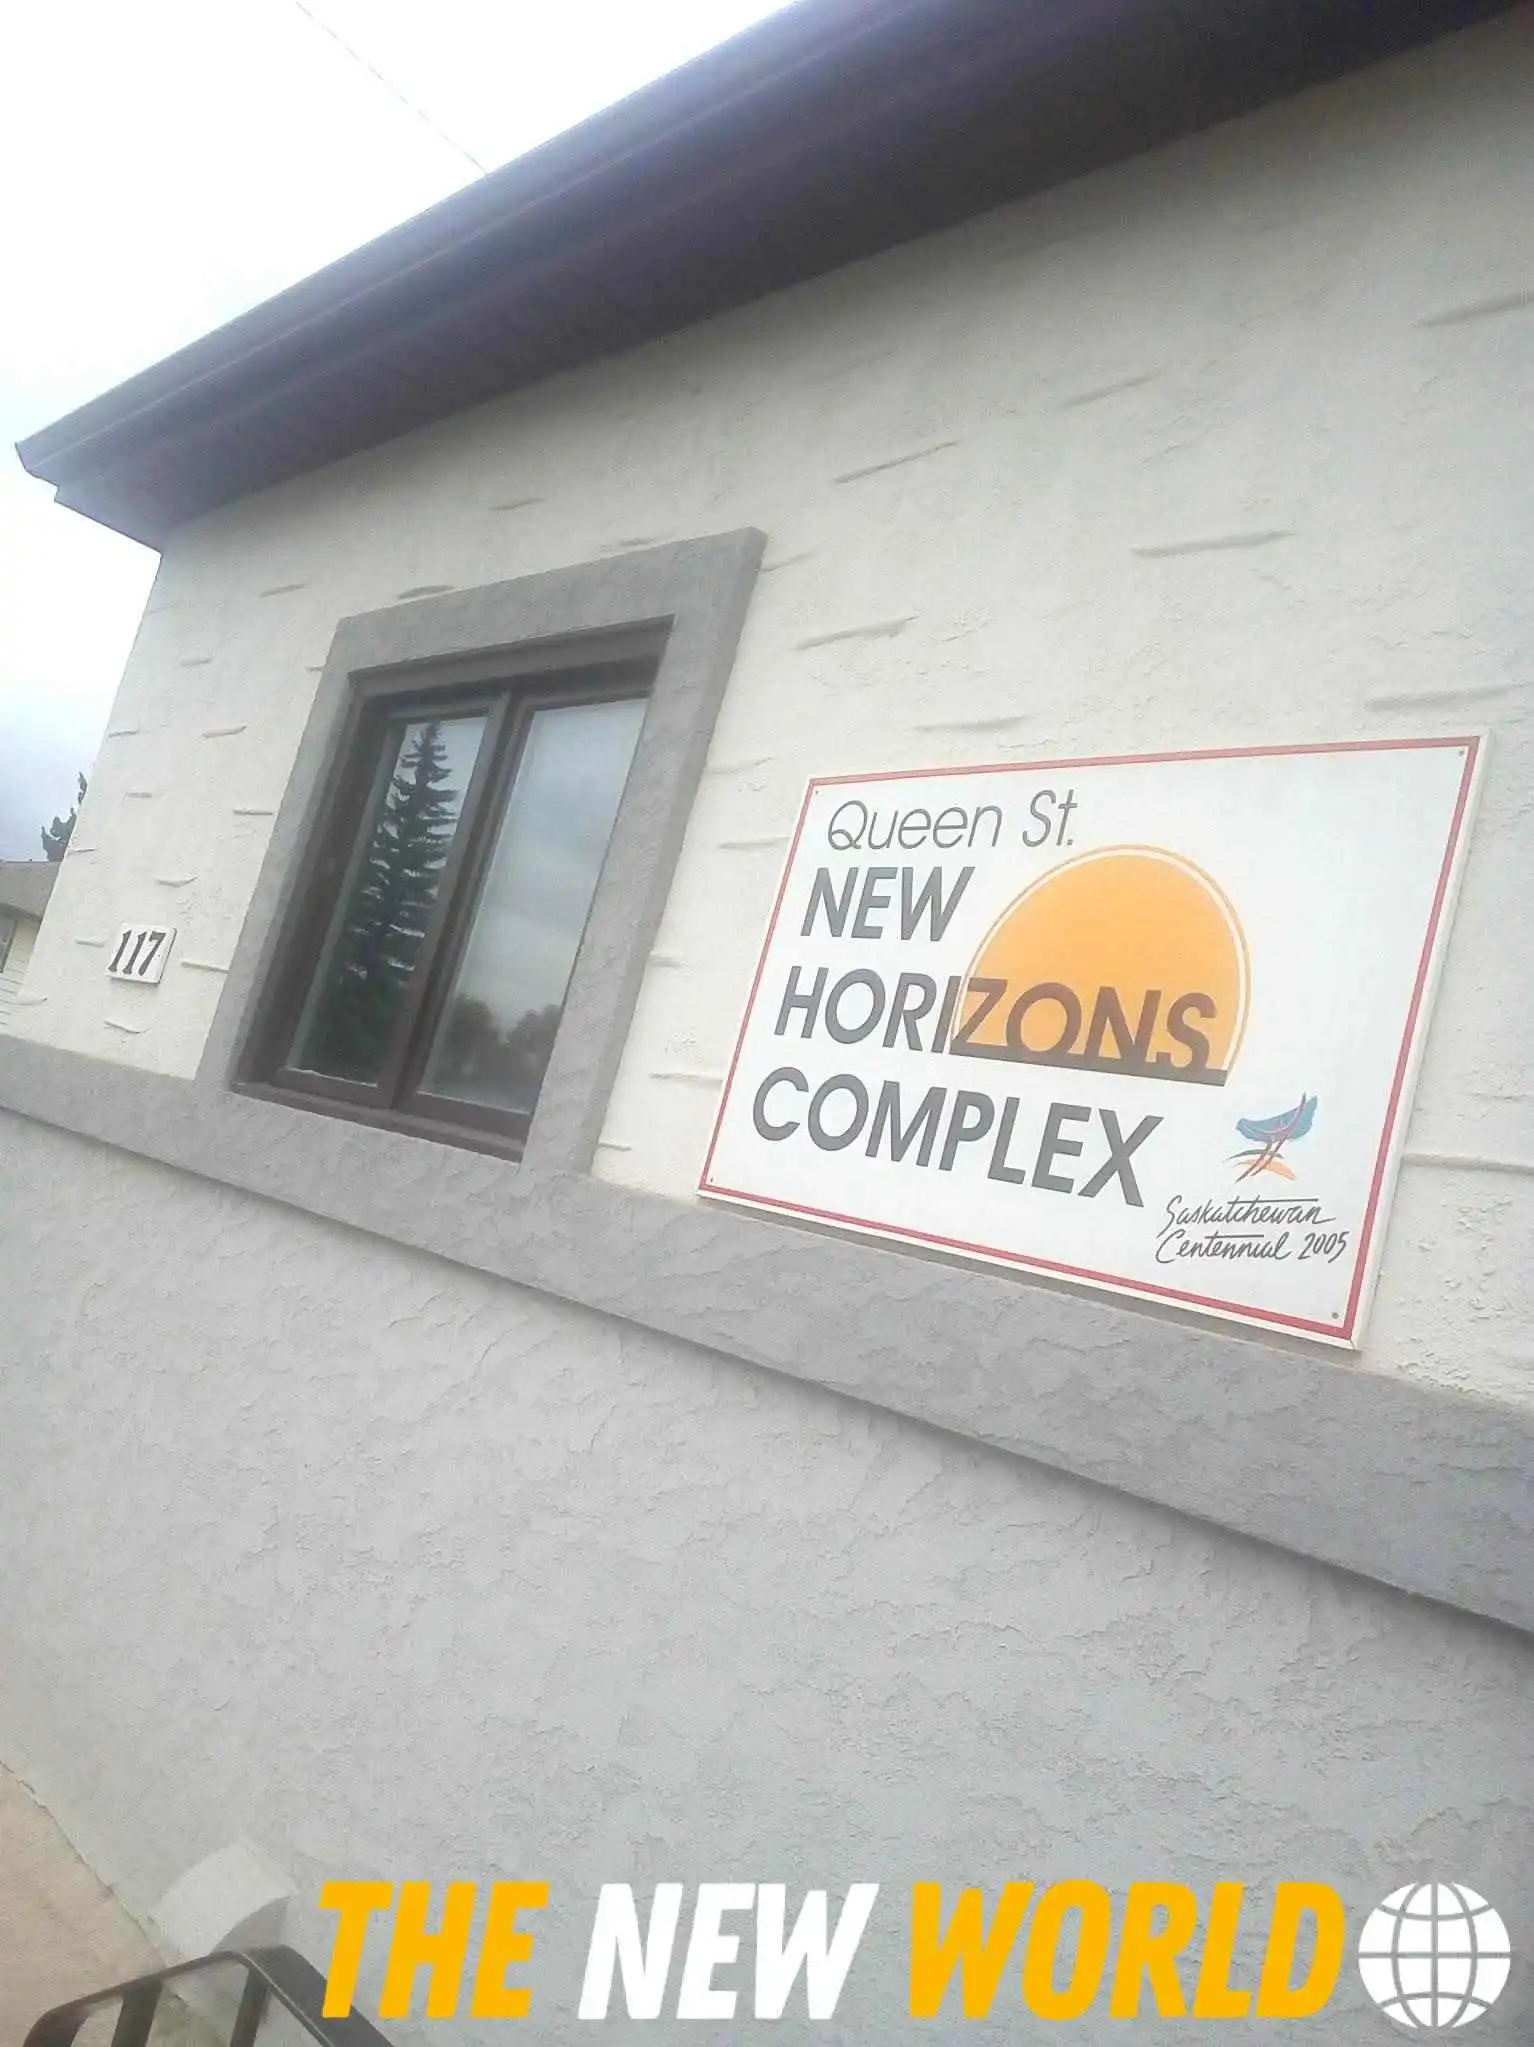 117
Queen St.
NEW
HORIZONS
COMPLEX
Saskatchewan
Centennial 2005
THE NEW WORLD